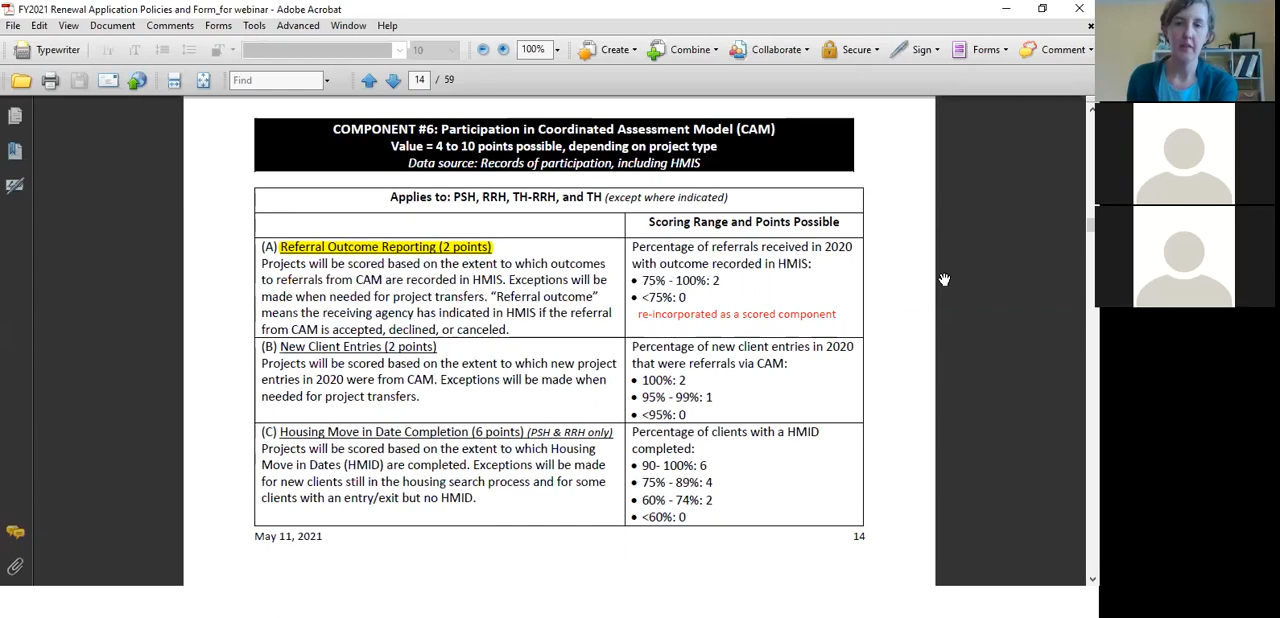 FY2021 Renewal Application Policies and Form_for webinar - Adobe Acrobat
File Edit View Document Comments Forms Tools Advanced Window Help
Typewriter 10 100% Create Combine Collaborate Secure Sign Forms Comment
Find 14 / 59
COMPONENT #6: Participation in Coordinated Assessment Model (CAM)
Value = 4 to 10 points possible, depending on project type
Data source: Records of participation, including HMIS
Applies to: PSH, RRH, TH-RRH, and TH (except where indicated)
Scoring Range and Points Possible
(A) Referral Outcome Reporting (2 points)
Projects will be scored based on the extent to which outcomes
to referrals from CAM are recorded in HMIS. Exceptions will be
made when needed for project transfers. “Referral outcome”
means the receiving agency has indicated in HMIS if the referral
from CAM is accepted, declined, or canceled.
Percentage of referrals received in 2020
with outcome recorded in HMIS:
• 75% - 100%: 2
• <75%: 0
re-incorporated as a scored component
(B) New Client Entries (2 points)
Projects will be scored based on the extent to which new project
entries in 2020 were from CAM. Exceptions will be made when
needed for project transfers.
Percentage of new client entries in 2020
that were referrals via CAM:
• 100%: 2
• 95% - 99%: 1
• <95%: 0
(C) Housing Move in Date Completion (6 points) (PSH & RRH only)
Projects will be scored based on the extent to which Housing
Move in Dates (HMID) are completed. Exceptions will be made
for new clients still in the housing search process and for some
clients with an entry/exit but no HMID.
Percentage of clients with a HMID
completed:
• 90- 100%: 6
• 75% - 89%: 4
• 60% - 74%: 2
• <60%: 0
May 11, 2021 14